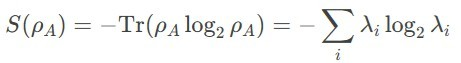 S(ρ_A) = −Tr(ρ_A log₂ ρ_A) = −∑_i λ_i log₂ λ_i